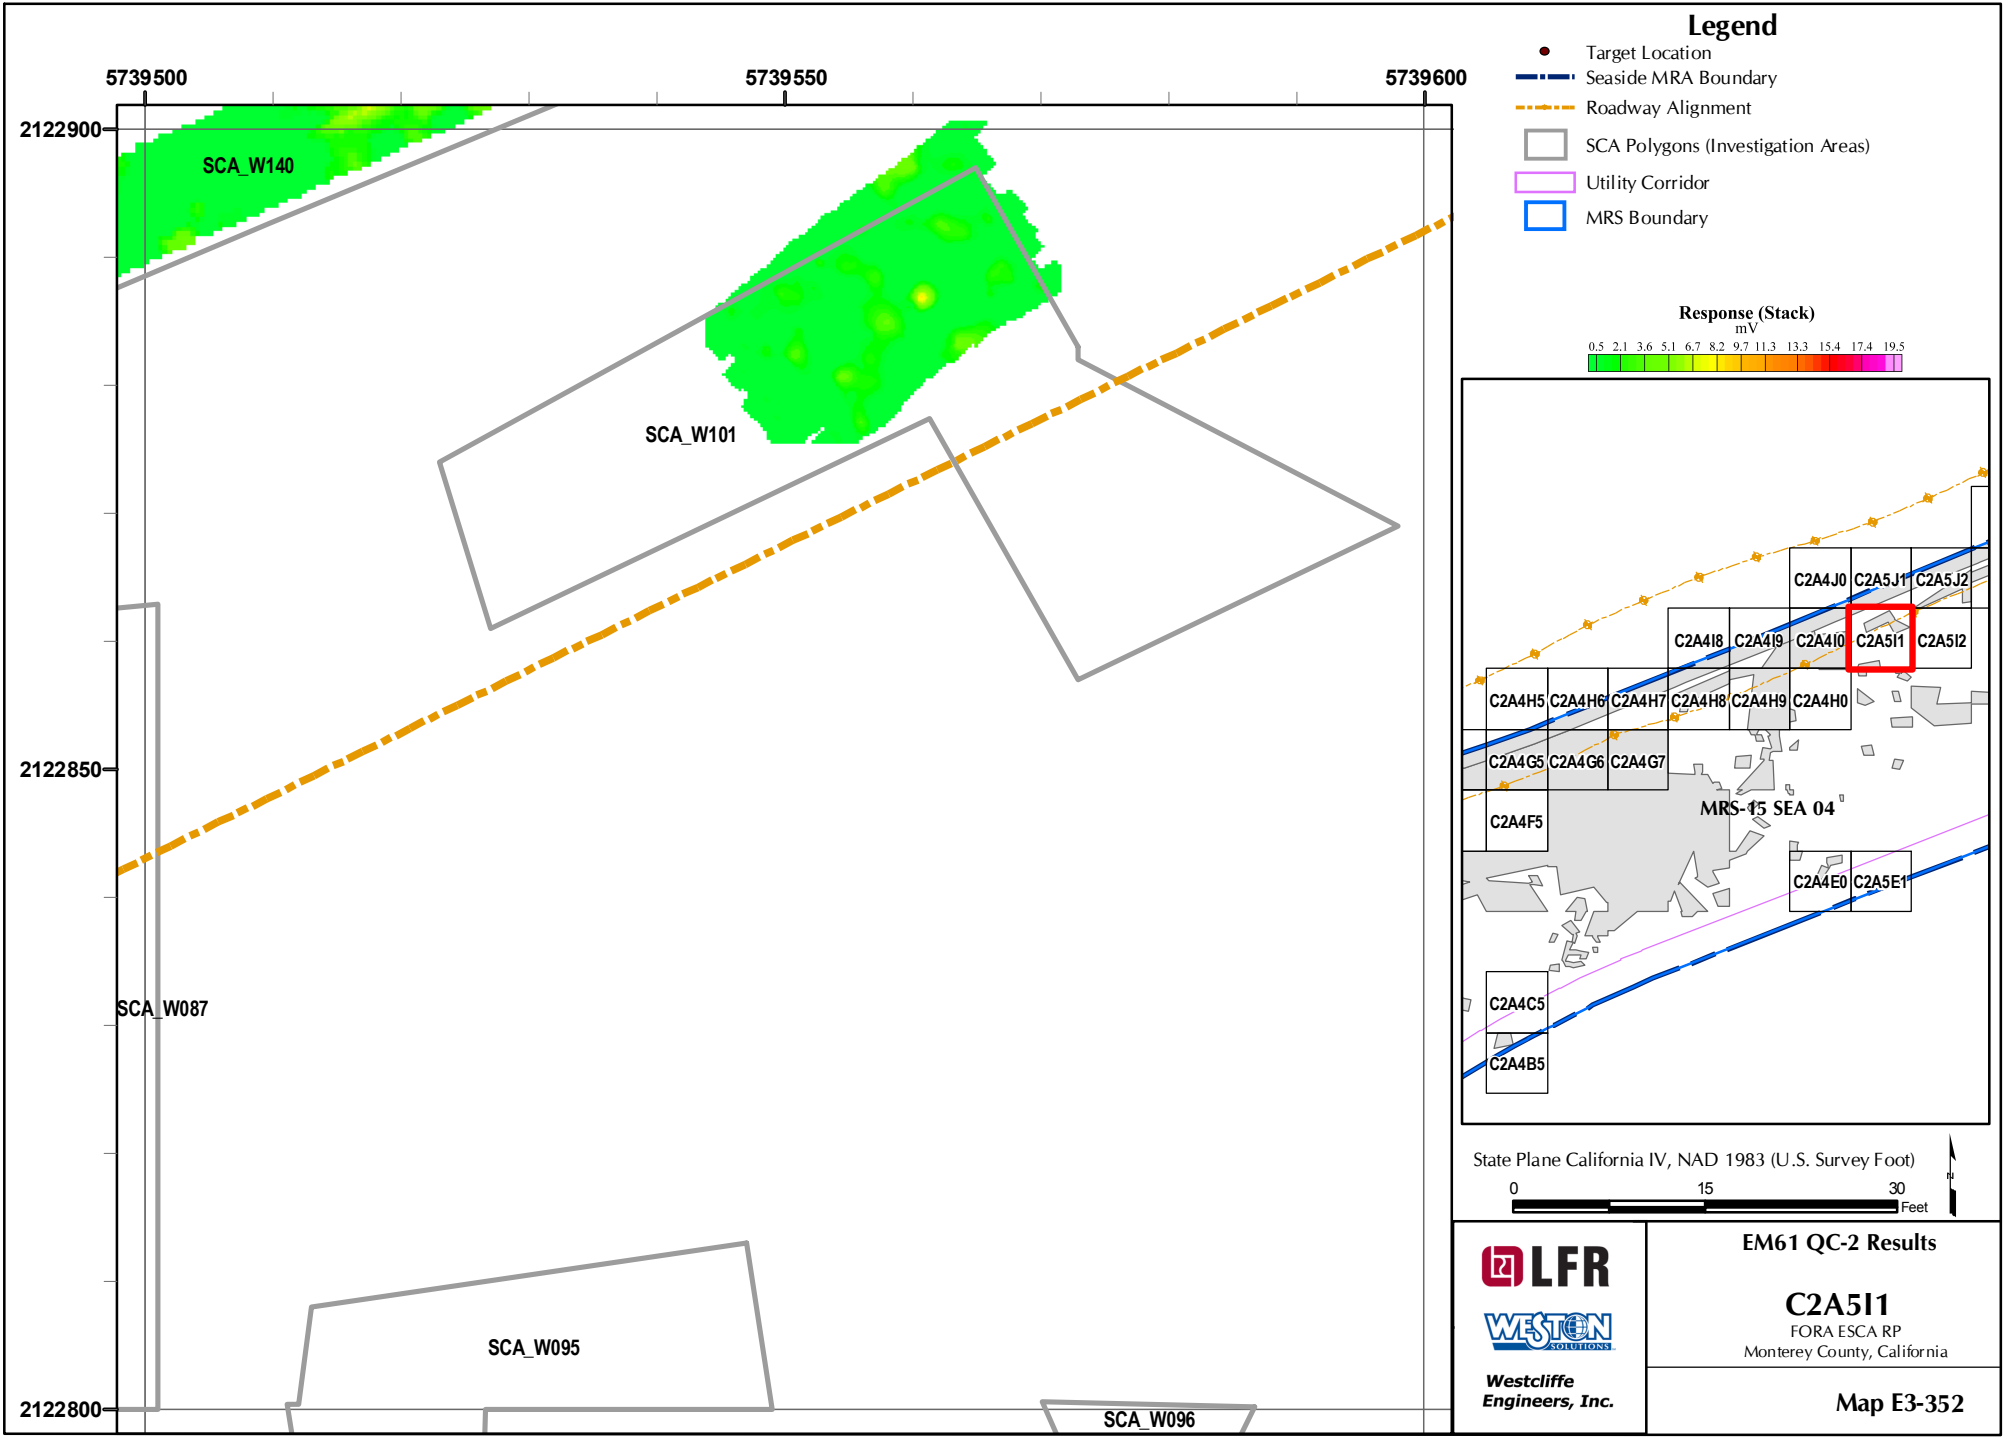 5739500
5739550
5739600
2122900
2122850
2122800
SCA_W140
SCA_W101
SCA_W087
SCA_W095
SCA_W096
Legend
Target Location
Seaside MRA Boundary
Roadway Alignment
SCA Polygons (Investigation Areas)
Utility Corridor
MRS Boundary
Response (Stack)
mV
0.5 2.1 3.6 5.1 6.7 8.2 9.7 11.3 13.3 15.4 17.4 19.5
C2A4J0 C2A5J1 C2A5J2
C2A4I8 C2A4I9 C2A4I0 C2A5I1 C2A5I2
C2A4H5 C2A4H6 C2A4H7 C2A4H8 C2A4H9 C2A4H0
C2A4G5 C2A4G6 C2A4G7
MRS-15 SEA 04
C2A4F5
C2A4E0 C2A5E1
C2A4C5
C2A4B5
State Plane California IV, NAD 1983 (U.S. Survey Foot)
0 15 30
Feet
N
LFR
WESTON
SOLUTIONS
Westcliffe
Engineers, Inc.
EM61 QC-2 Results
C2A5I1
FORA ESCA RP
Monterey County, California
Map E3-352